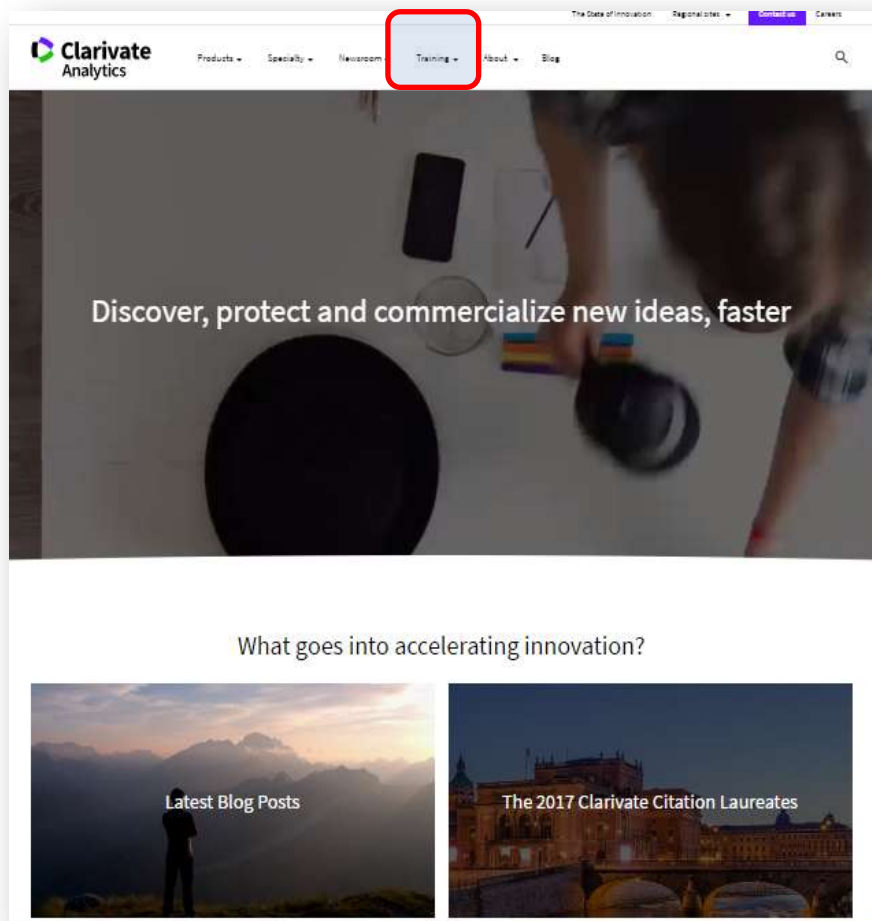 The State of Innovation Regional sites Contact us Careers
Clarivate
Analytics
Products Specialty Newsroom Training About Blog
Discover, protect and commercialize new ideas, faster
What goes into accelerating innovation?
Latest Blog Posts
The 2017 Clarivate Citation Laureates